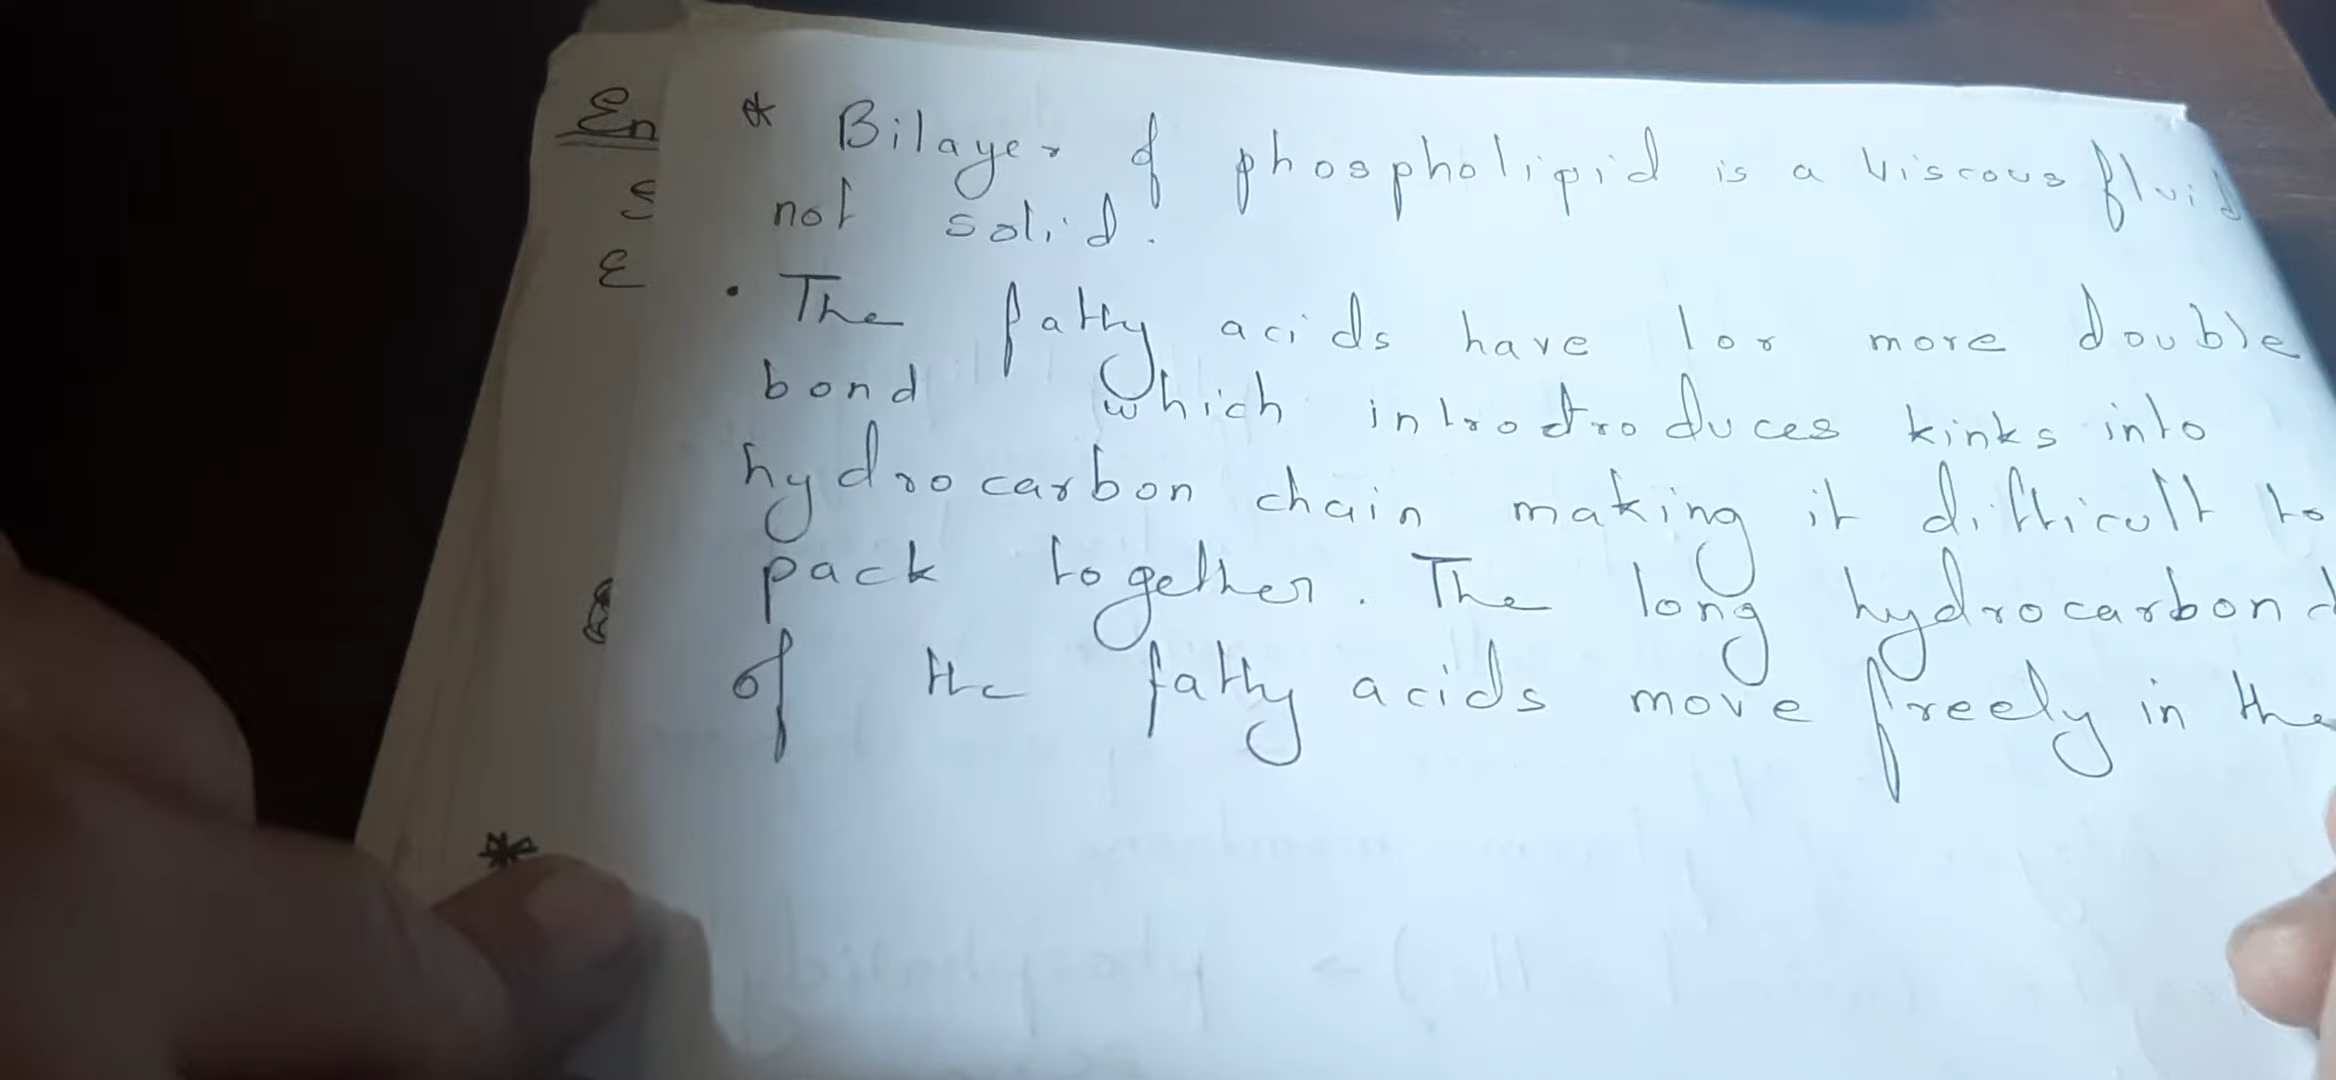 En
S
E
* Bilayer of phospholipid is a viscous fluid
not solid.
• The fatty acids have 1 or more double
bond which introtroduces kinks into
hydrocarbon chain making it difficult to
pack together. The long hydrocarbon
of the fatty acids move freely in the
*